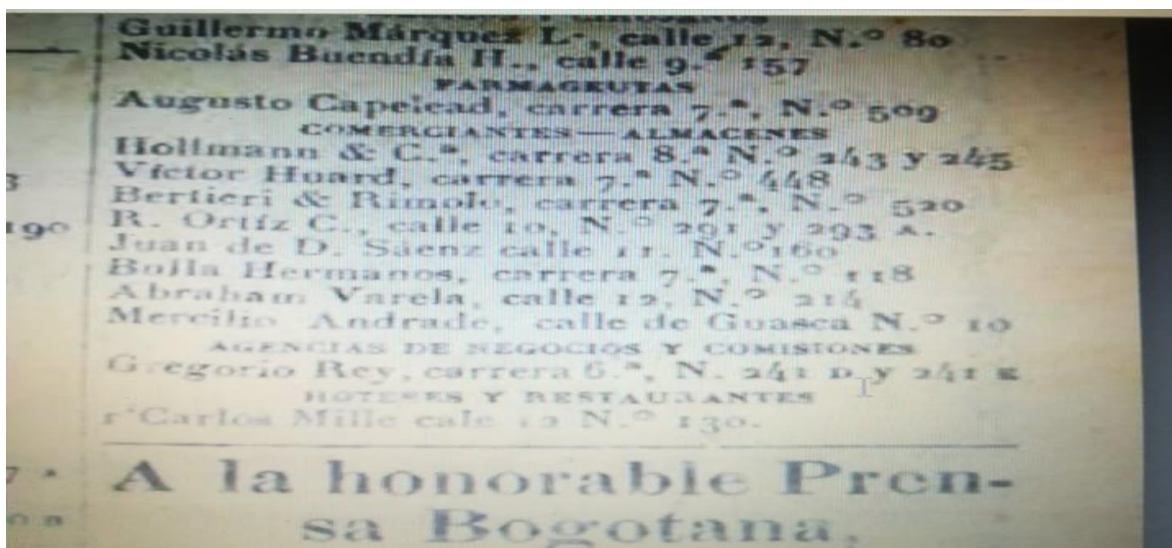 Guillermo Márquez L., calle 12, N.º 80
Nicolás Buendía H., calle 9.ª 157
FARMACEUTAS
Augusto Capeicad, carrera 7.ª, N.º 509
COMERCIANTES—ALMACENES
Hollmann & C.ª, carrera 8.ª N.º 243 y 245
Víctor Huard, carrera 7.ª N.º 448
Bertieri & Rimolo, carrera 7.ª, N.º 520
R. Ortíz C., calle 10, N.º 291 y 293 A.
Juan de D. Sáenz calle 11. N.º 160
Bolla Hermanos, carrera 7.ª, N.º 118
Abraham Varela, calle 12, N.º 214
Mercilio Andrade, calle de Guasca N.º 10
AGENCIAS DE NEGOCIOS Y COMISIONES
Gregorio Rey, carrera 6.ª, N. 241 D y 241 E
HOTELES Y RESTAURANTES
Carlos Mille cale 12 N.º 130.
A la honorable Pren-
sa Bogotana,